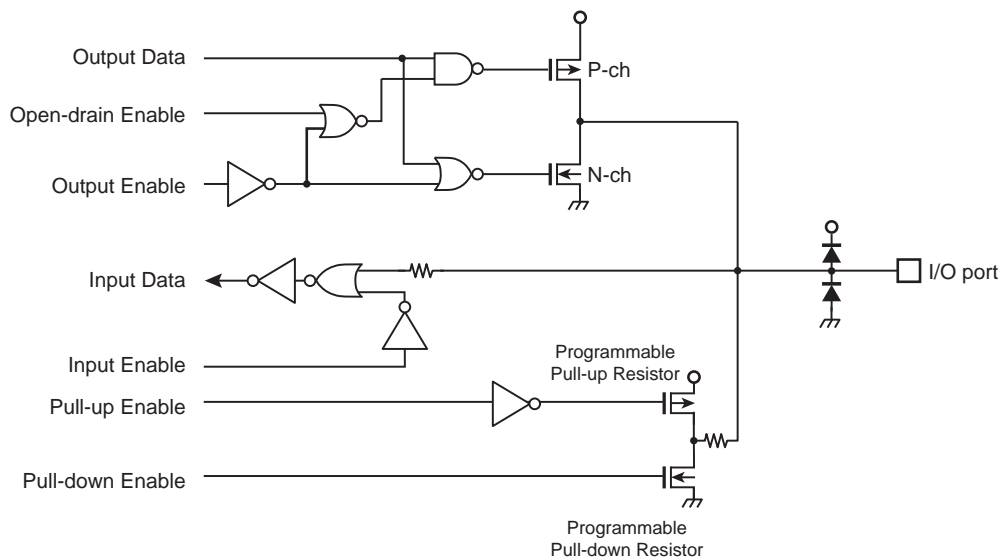 Output Data
P-ch
Open-drain Enable
Output Enable
N-ch
Input Data
I/O port
Input Enable
Programmable
Pull-up Resistor
Pull-up Enable
Pull-down Enable
Programmable
Pull-down Resistor